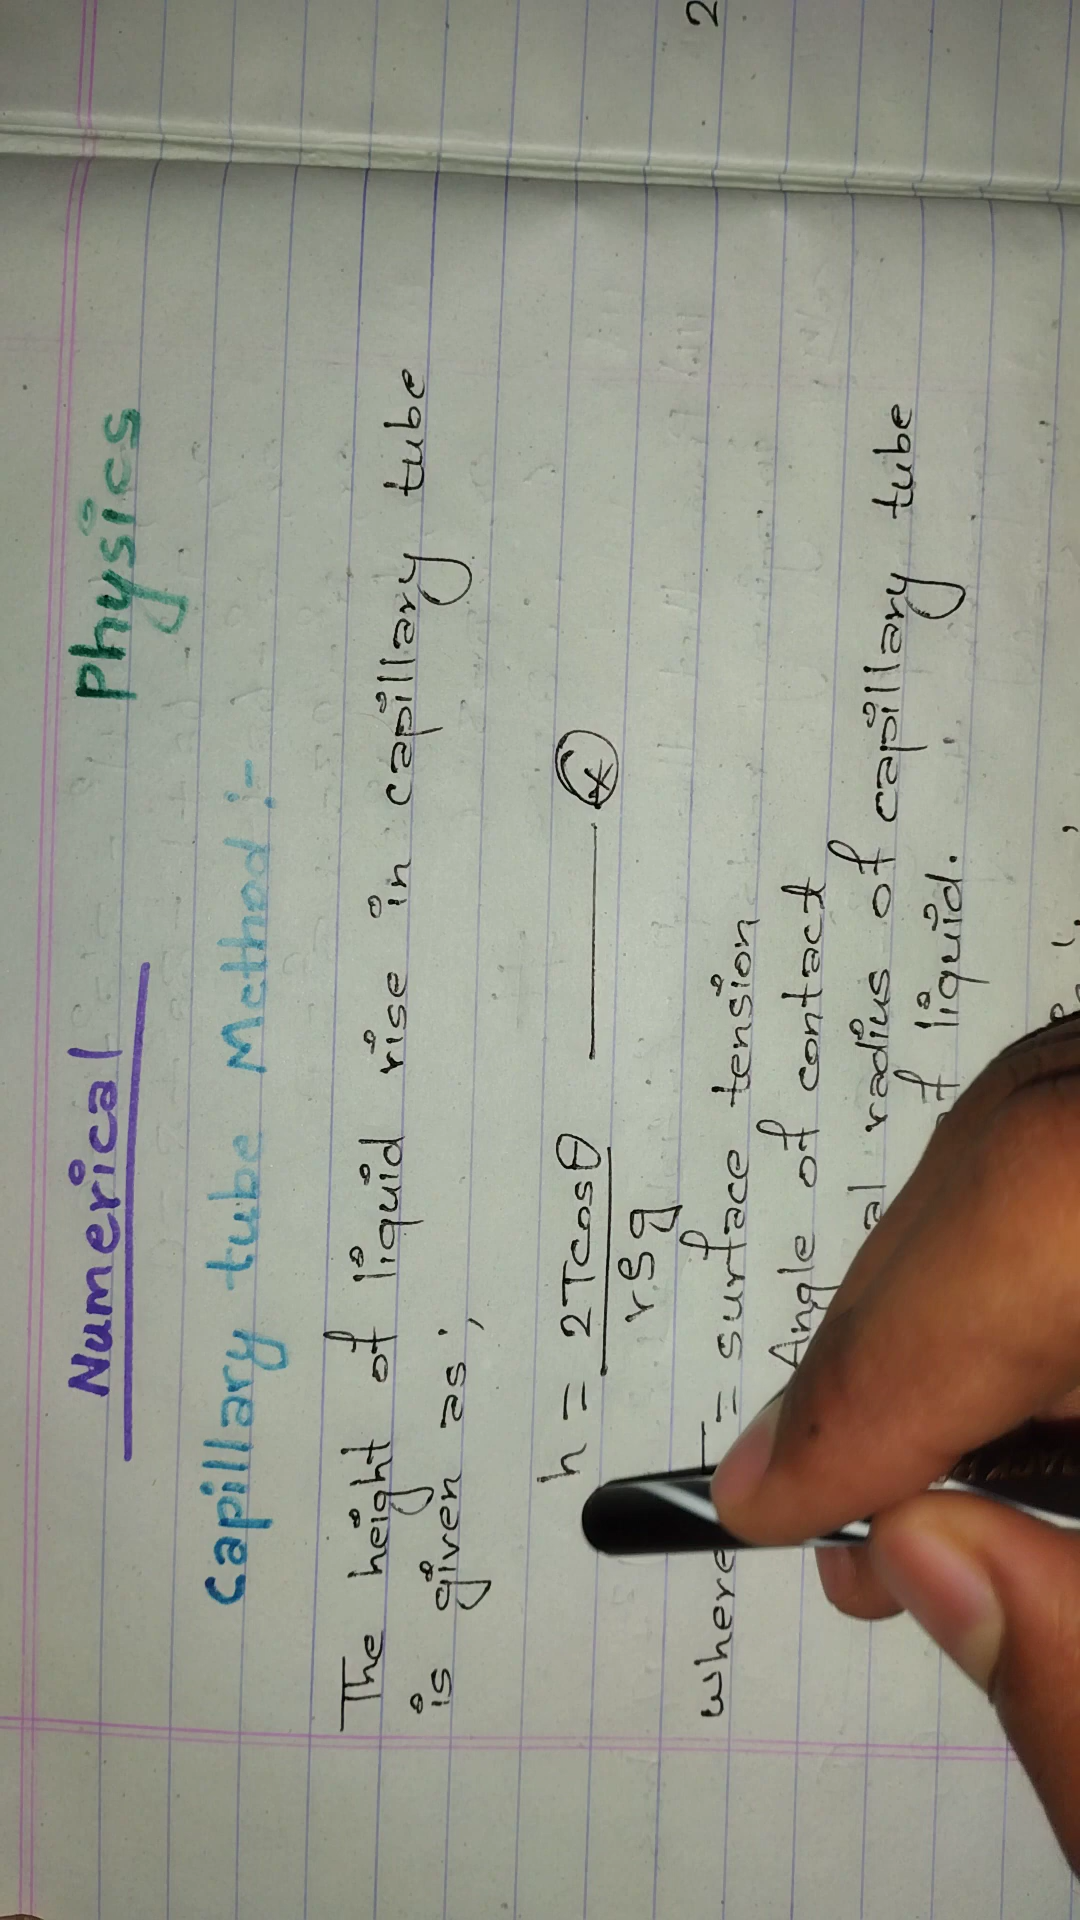 Numerical Physics
Capillary tube Method :-
The height of liquid rise in capillary tube
is given as ;
h = 2Tcosθ / rρg ——— *
where T = surface tension
Angle of contact
al radius of capillary tube
of liquid.
2